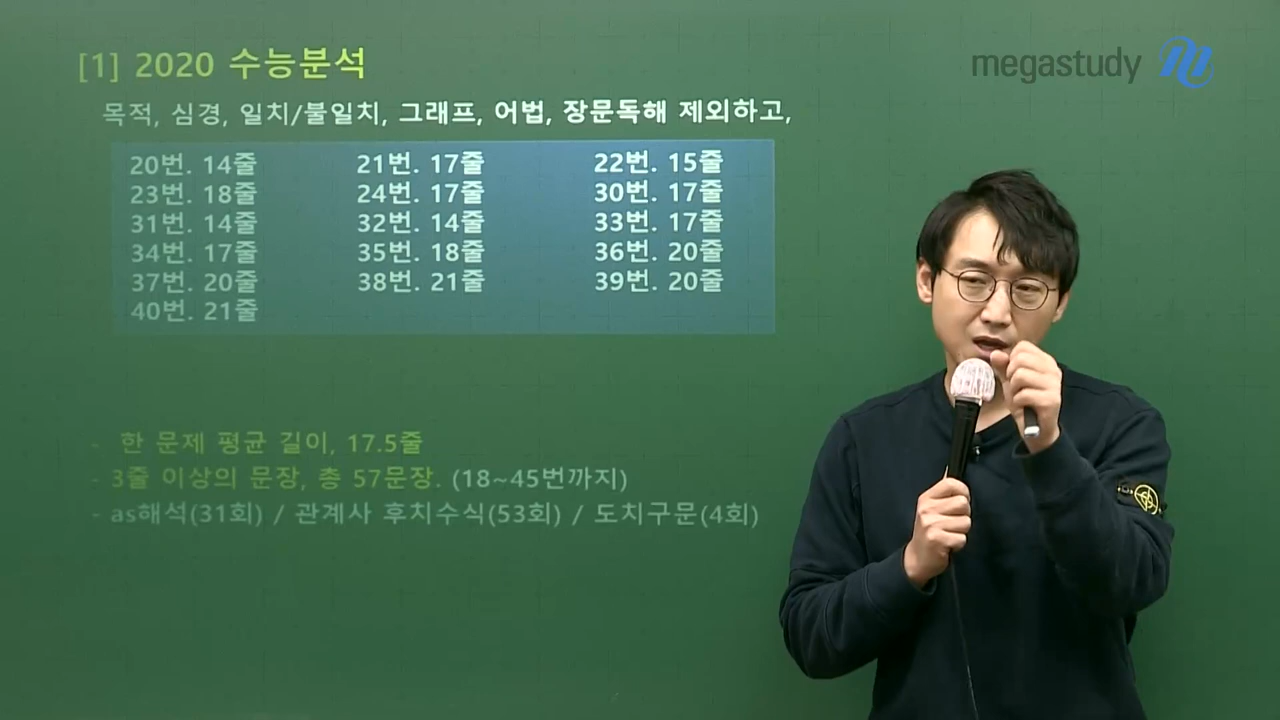 [1] 2020 수능분석
megastudy
목적, 심경, 일치/불일치, 그래프, 어법, 장문독해 제외하고,
20번. 14줄 21번. 17줄 22번. 15줄
23번. 18줄 24번. 17줄 30번. 17줄
31번. 14줄 32번. 14줄 33번. 17줄
34번. 17줄 35번. 18줄 36번. 20줄
37번. 20줄 38번. 21줄 39번. 20줄
40번. 21줄
- 한 문제 평균 길이, 17.5줄
- 3줄 이상의 문장, 총 57문장. (18~45번까지)
- as해석(31회) / 관계사 후치수식(53회) / 도치구문(4회)